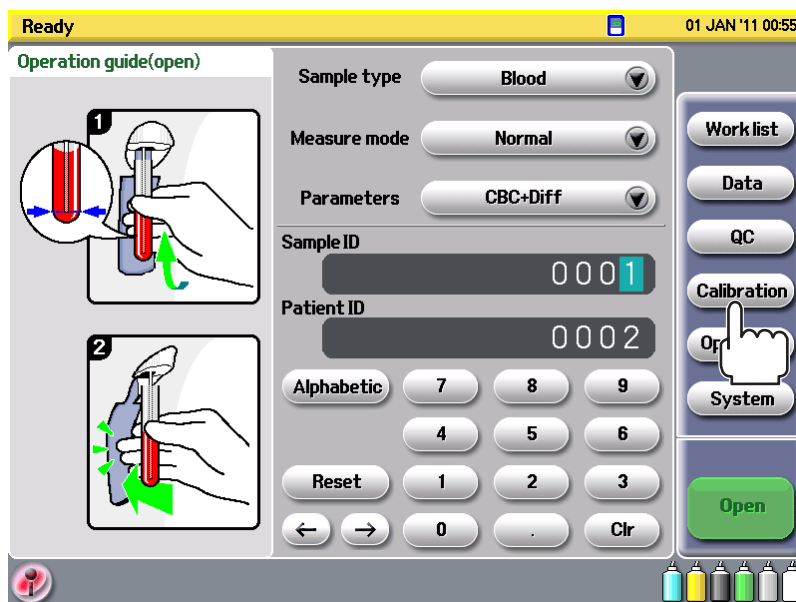 Ready
01 JAN '11 00:55
Operation guide(open)
1
2
Sample type
Blood
Measure mode
Normal
Parameters
CBC+Diff
Sample ID
0001
Patient ID
0002
Alphabetic 7 8 9
4 5 6
Reset 1 2 3
← → 0 . Clr
Work list
Data
QC
Calibration
System
Open